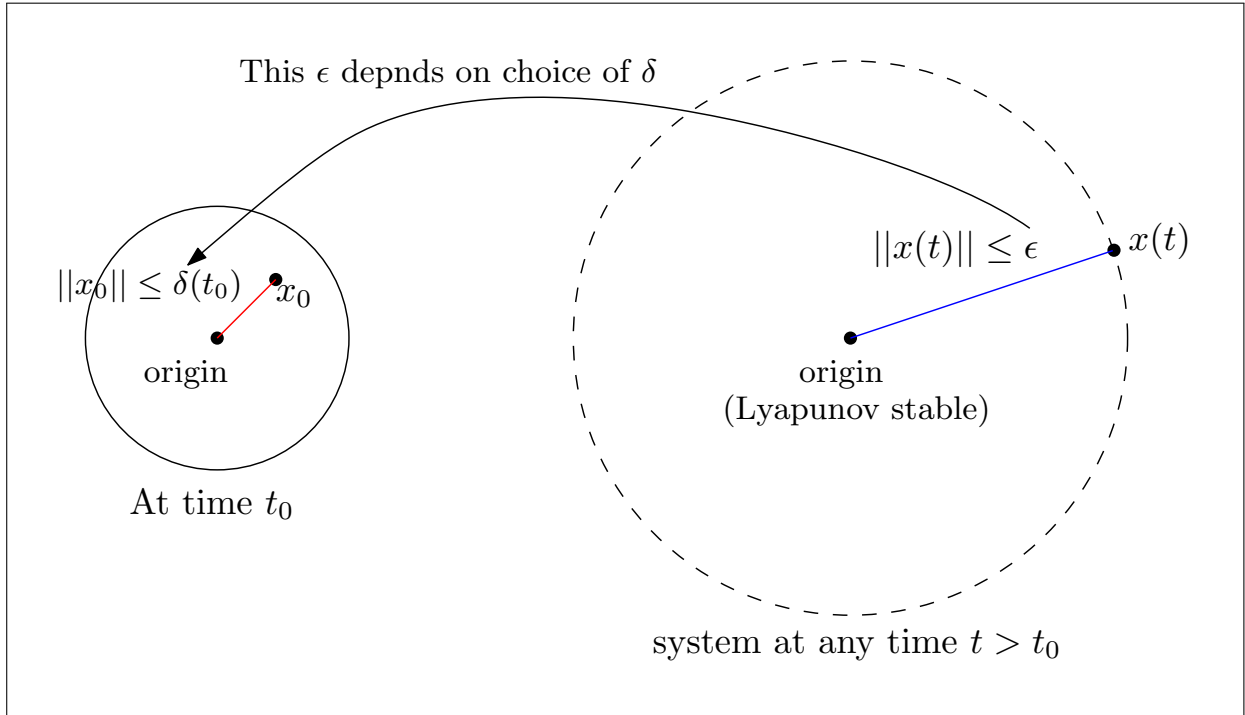 This ϵ depnds on choice of δ
||x(t)|| ≤ ϵ
x(t)
||x₀|| ≤ δ(t₀)
x₀
origin
origin
(Lyapunov stable)
At time t₀
system at any time t > t₀